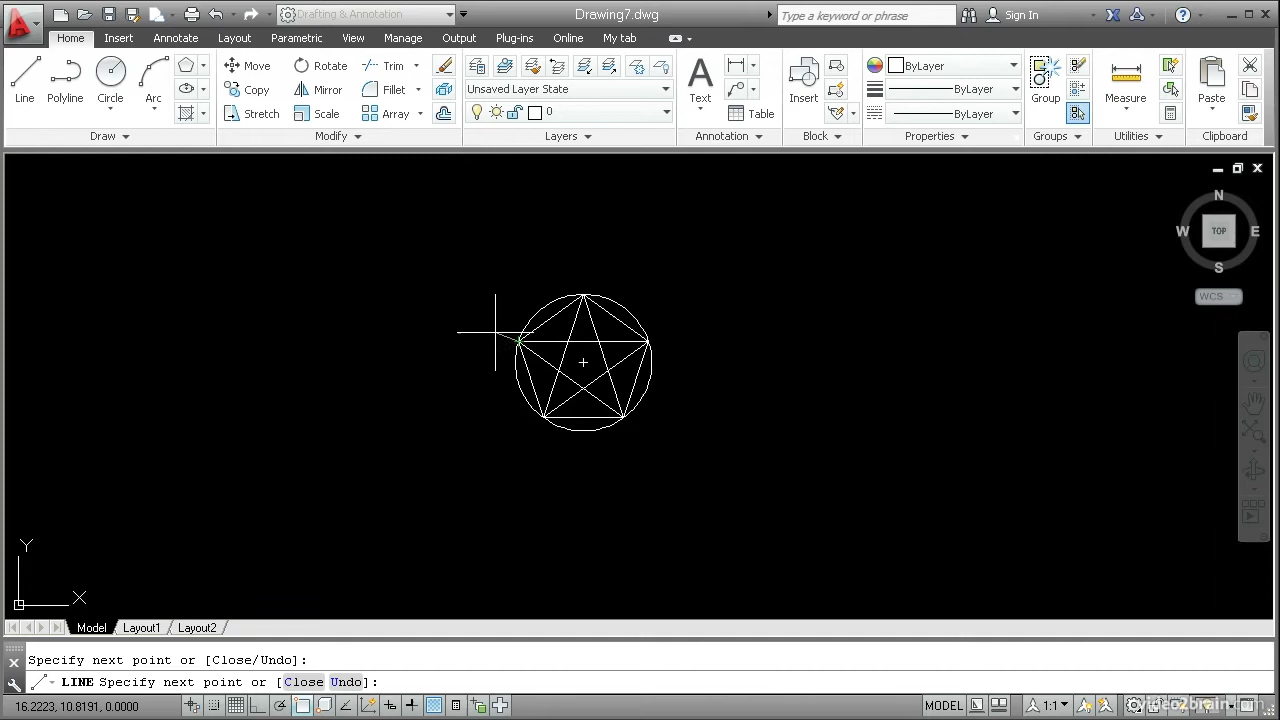 Drafting & Annotation
Drawing7.dwg
Type a keyword or phrase
Sign In
Home
Insert
Annotate
Layout
Parametric
View
Manage
Output
Plug-ins
Online
My tab
Line
Polyline
Circle
Arc
Move
Rotate
Trim
Copy
Mirror
Fillet
Stretch
Scale
Array
Unsaved Layer State
0
Text
Table
Insert
ByLayer
ByLayer
ByLayer
Group
Measure
Paste
Draw
Modify
Layers
Annotation
Block
Properties
Groups
Utilities
Clipboard
N
W
TOP
E
S
WCS
Y
X
Model
Layout1
Layout2
Specify next point or [Close/Undo]:
LINE Specify next point or [Close Undo]:
16.2223, 10.8191, 0.0000
MODEL
1:1
video2brain.com